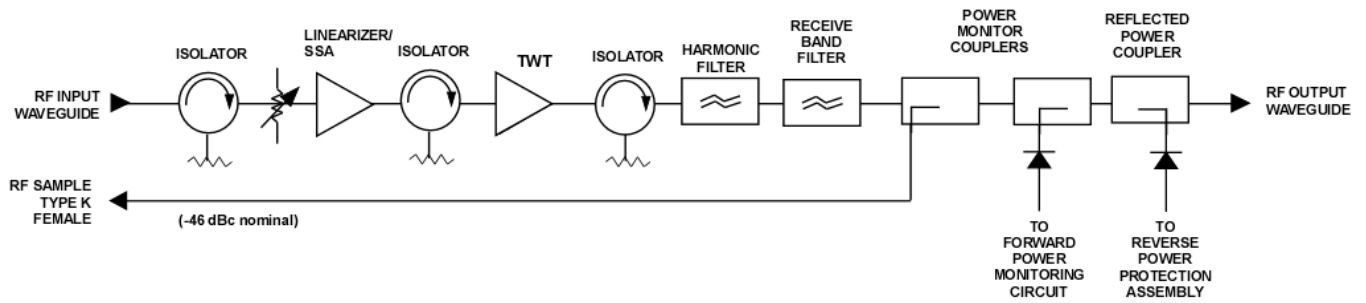 RF INPUT
WAVEGUIDE
ISOLATOR
LINEARIZER/
SSA
ISOLATOR
TWT
ISOLATOR
HARMONIC
FILTER
RECEIVE
BAND
FILTER
POWER
MONITOR
COUPLERS
REFLECTED
POWER
COUPLER
RF OUTPUT
WAVEGUIDE
RF SAMPLE
TYPE K
FEMALE
(-46 dBc nominal)
TO
FORWARD
POWER
MONITORING
CIRCUIT
TO
REVERSE
POWER
PROTECTION
ASSEMBLY